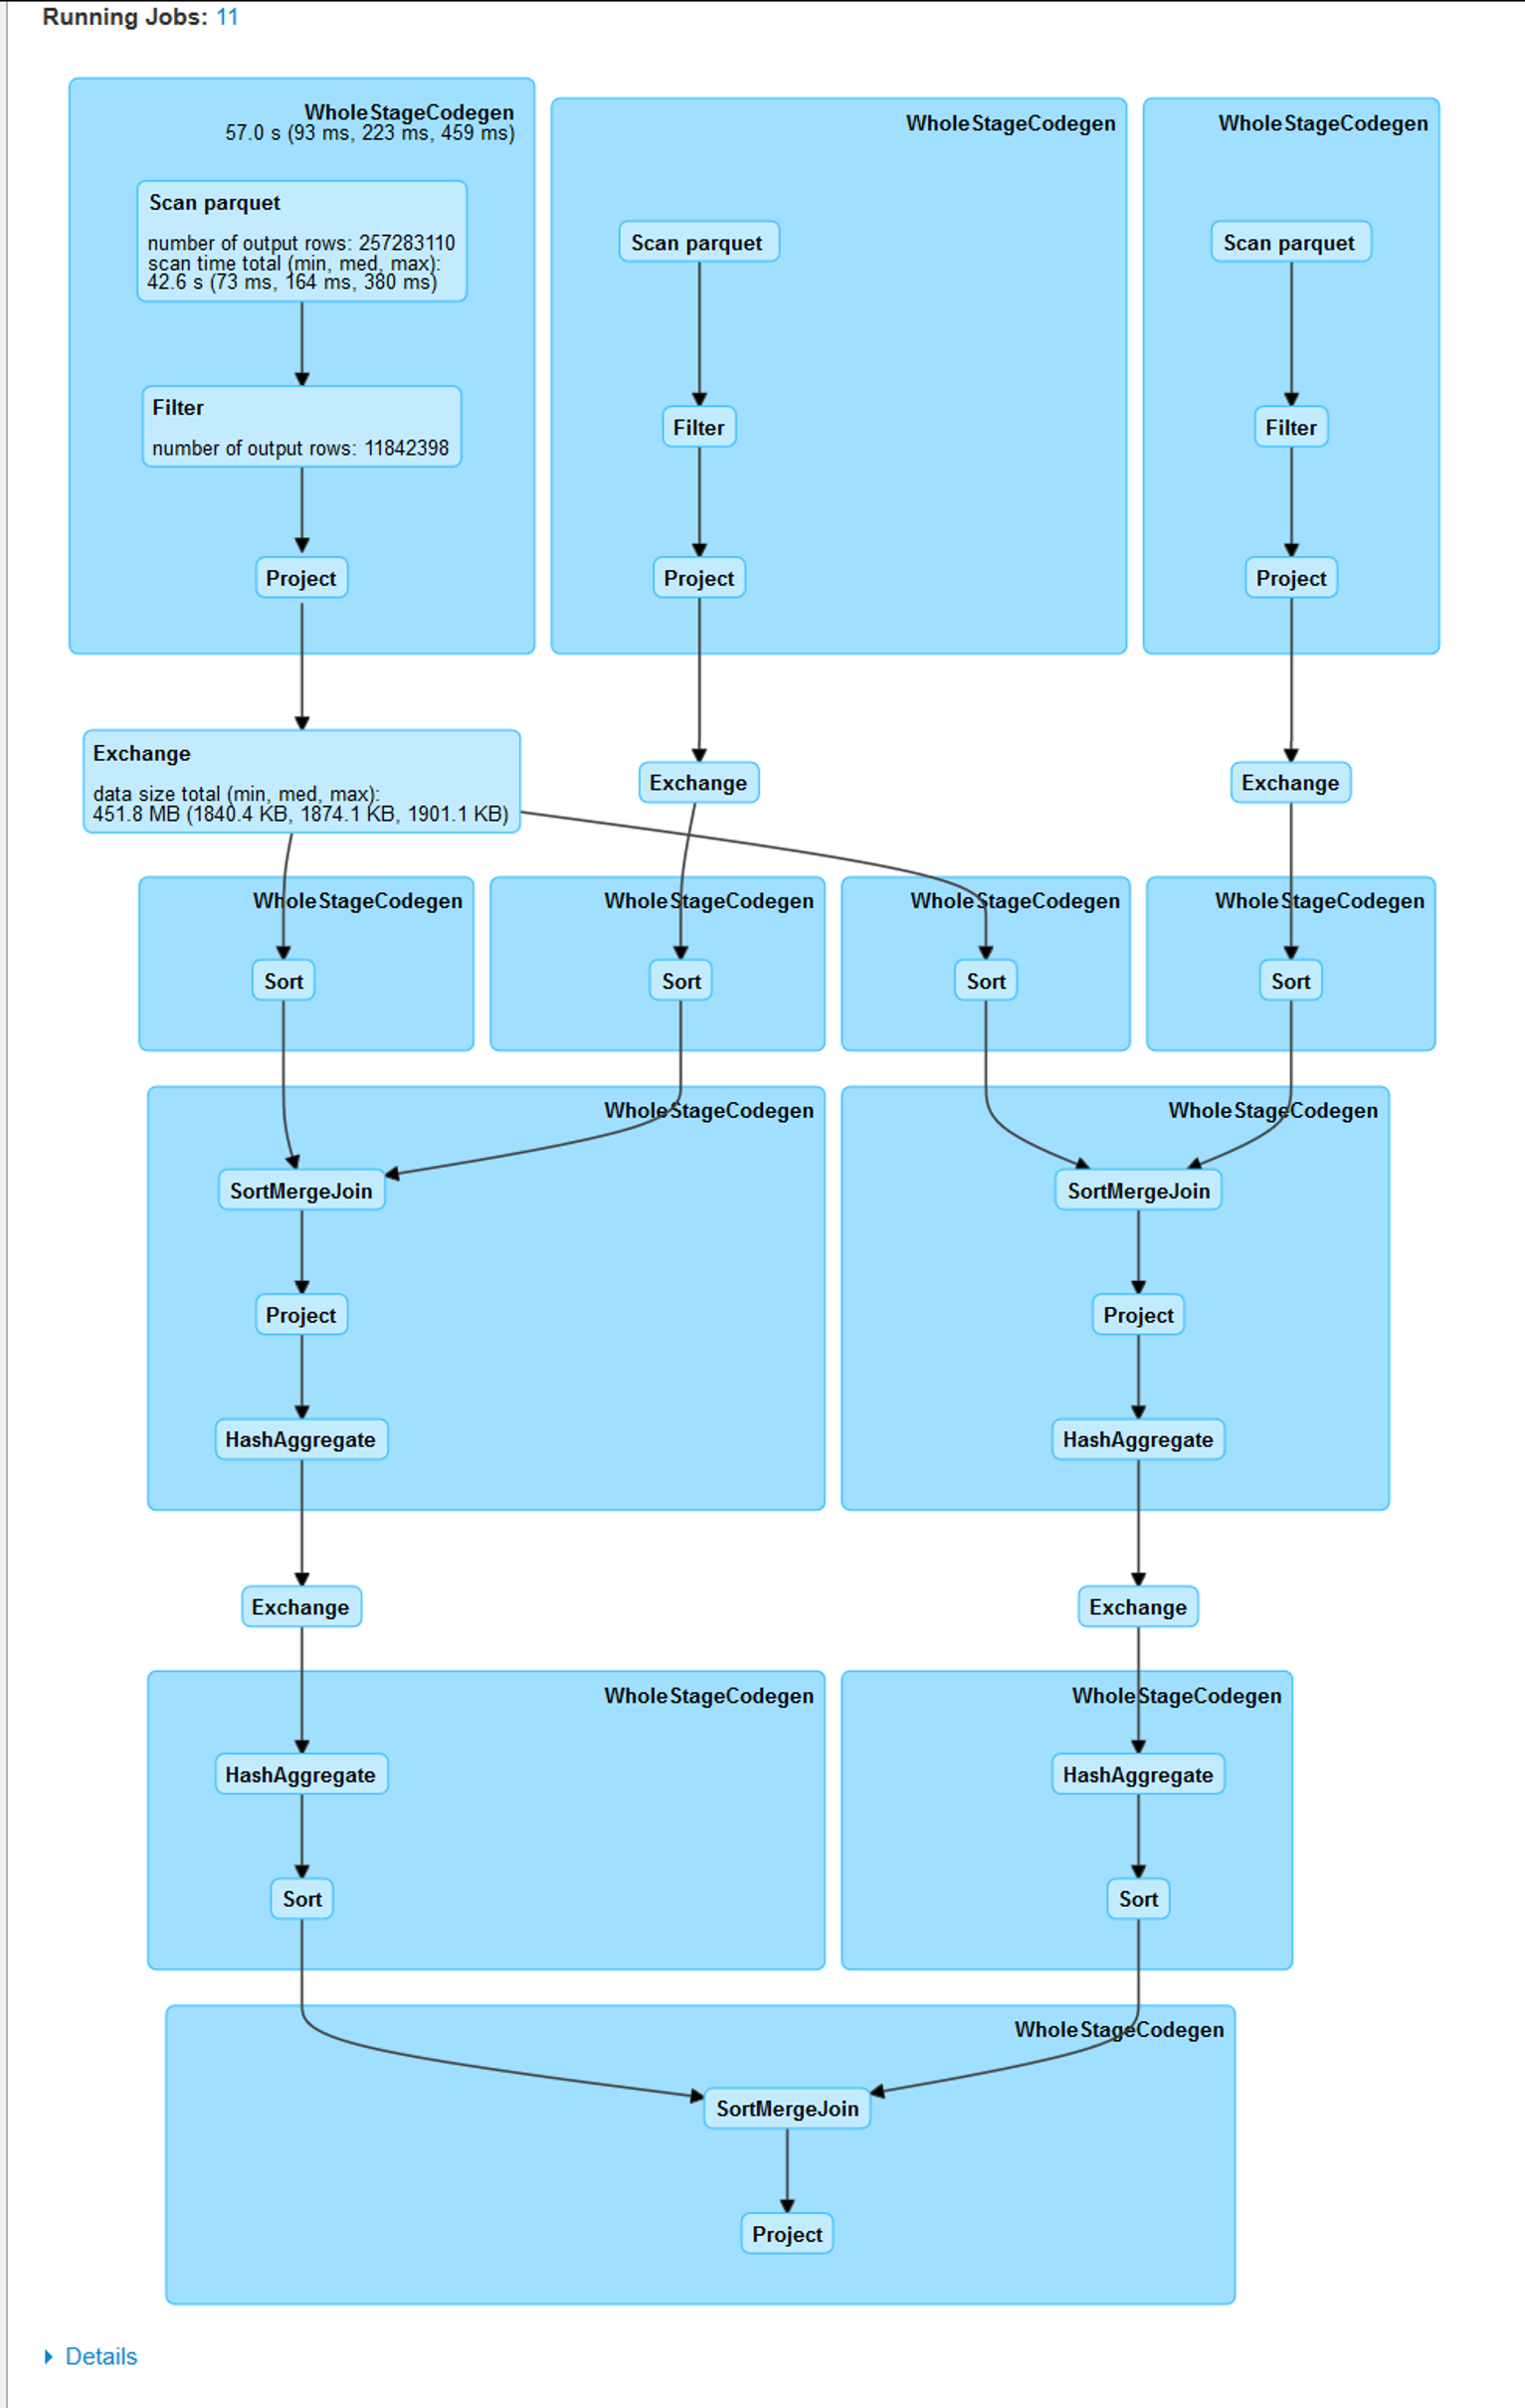 Running Jobs: 11
WholeStageCodegen
57.0 s (93 ms, 223 ms, 459 ms)
WholeStageCodegen
WholeStageCodegen
Scan parquet
number of output rows: 257283110
scan time total (min, med, max):
42.6 s (73 ms, 164 ms, 380 ms)
Scan parquet
Scan parquet
Filter
number of output rows: 11842398
Filter
Filter
Project
Project
Project
Exchange
data size total (min, med, max):
451.8 MB (1840.4 KB, 1874.1 KB, 1901.1 KB)
Exchange
Exchange
WholeStageCodegen
WholeStageCodegen
WholeStageCodegen
WholeStageCodegen
Sort
Sort
Sort
Sort
WholeStageCodegen
WholeStageCodegen
SortMergeJoin
SortMergeJoin
Project
Project
HashAggregate
HashAggregate
Exchange
Exchange
WholeStageCodegen
WholeStageCodegen
HashAggregate
HashAggregate
Sort
Sort
WholeStageCodegen
SortMergeJoin
Project
Details